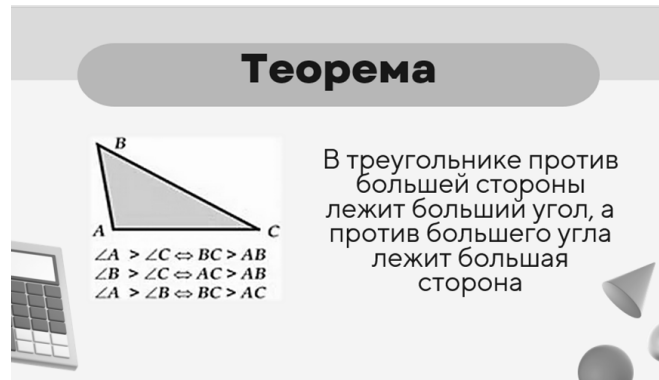 Теорема
B
A
C
∠A > ∠C ⇔ BC > AB
∠B > ∠C ⇔ AC > AB
∠A > ∠B ⇔ BC > AC
В треугольнике против
большей стороны
лежит больший угол, а
против большего угла
лежит большая
сторона